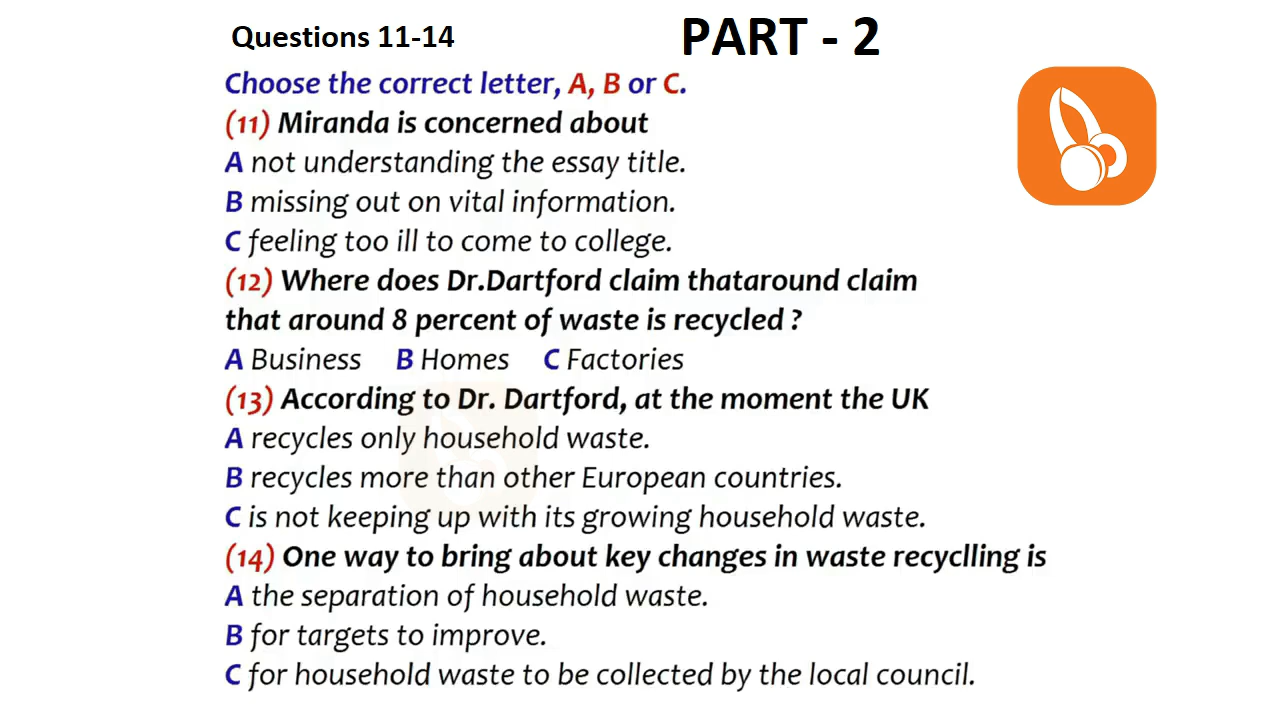 Questions 11-14
PART - 2
Choose the correct letter, A, B or C.
(11) Miranda is concerned about
A not understanding the essay title.
B missing out on vital information.
C feeling too ill to come to college.
(12) Where does Dr.Dartford claim thataround claim
that around 8 percent of waste is recycled ?
A Business B Homes C Factories
(13) According to Dr. Dartford, at the moment the UK
A recycles only household waste.
B recycles more than other European countries.
C is not keeping up with its growing household waste.
(14) One way to bring about key changes in waste recyclling is
A the separation of household waste.
B for targets to improve.
C for household waste to be collected by the local council.